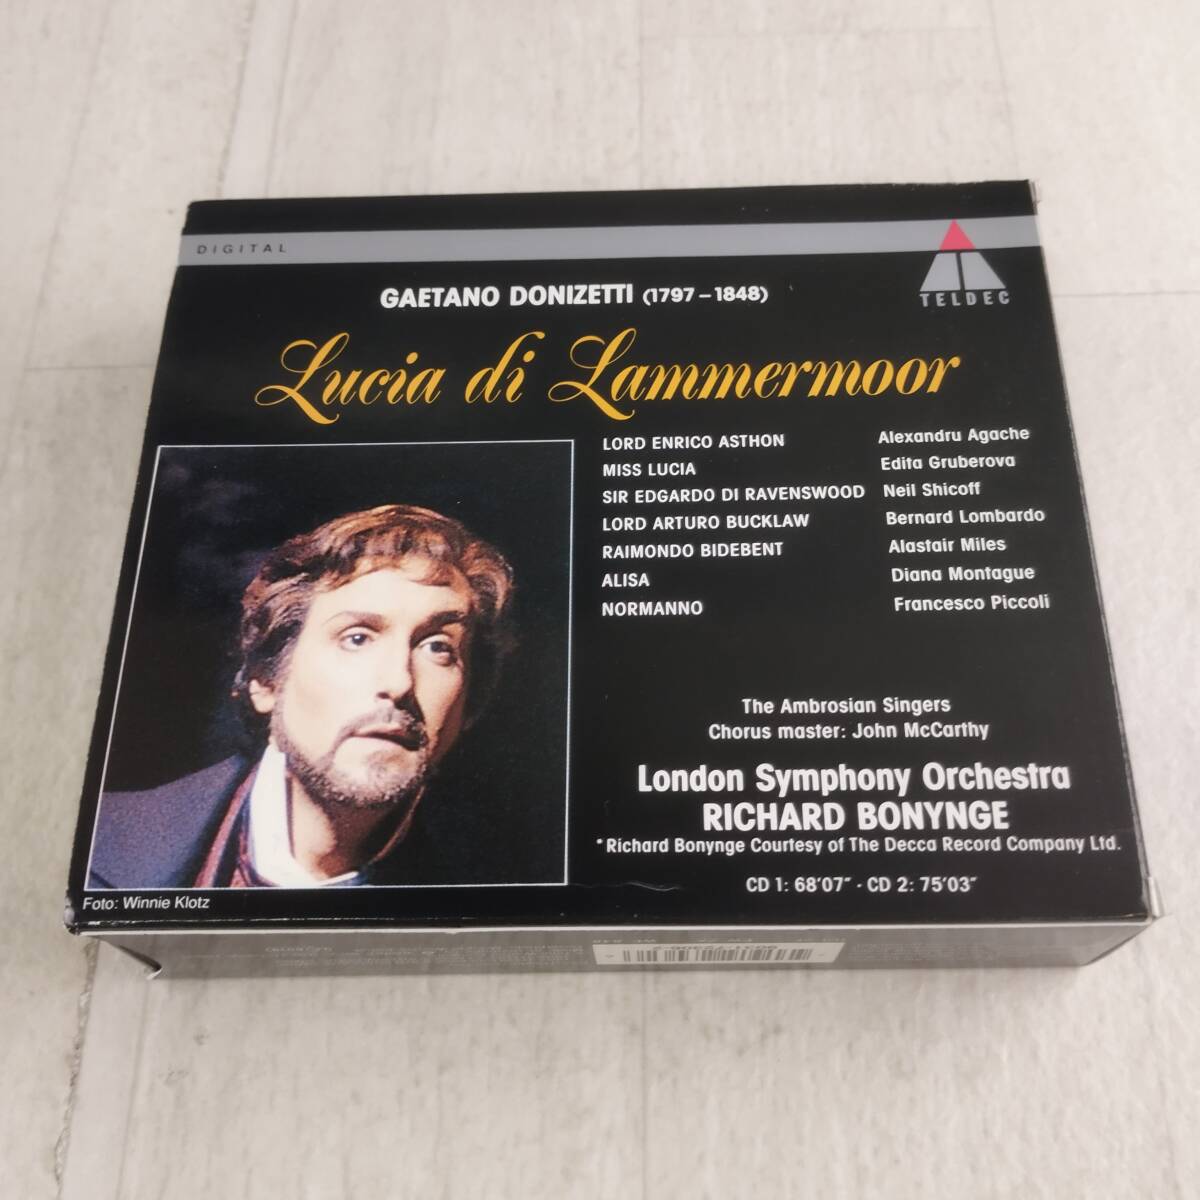 DIGITAL
TELDEC
GAETANO DONIZETTI (1797–1848)
Lucia di Lammermoor
LORD ENRICO ASTHON Alexandru Agache
MISS LUCIA Edita Gruberova
SIR EDGARDO DI RAVENSWOOD Neil Shicoff
LORD ARTURO BUCKLAW Bernard Lombardo
RAIMONDO BIDEBENT Alastair Miles
ALISA Diana Montague
NORMANNO Francesco Piccoli
The Ambrosian Singers
Chorus master: John McCarthy
London Symphony Orchestra
RICHARD BONYNGE
*Richard Bonynge Courtesy of The Decca Record Company Ltd.
CD 1: 68'07" · CD 2: 75'03"
Foto: Winnie Klotz